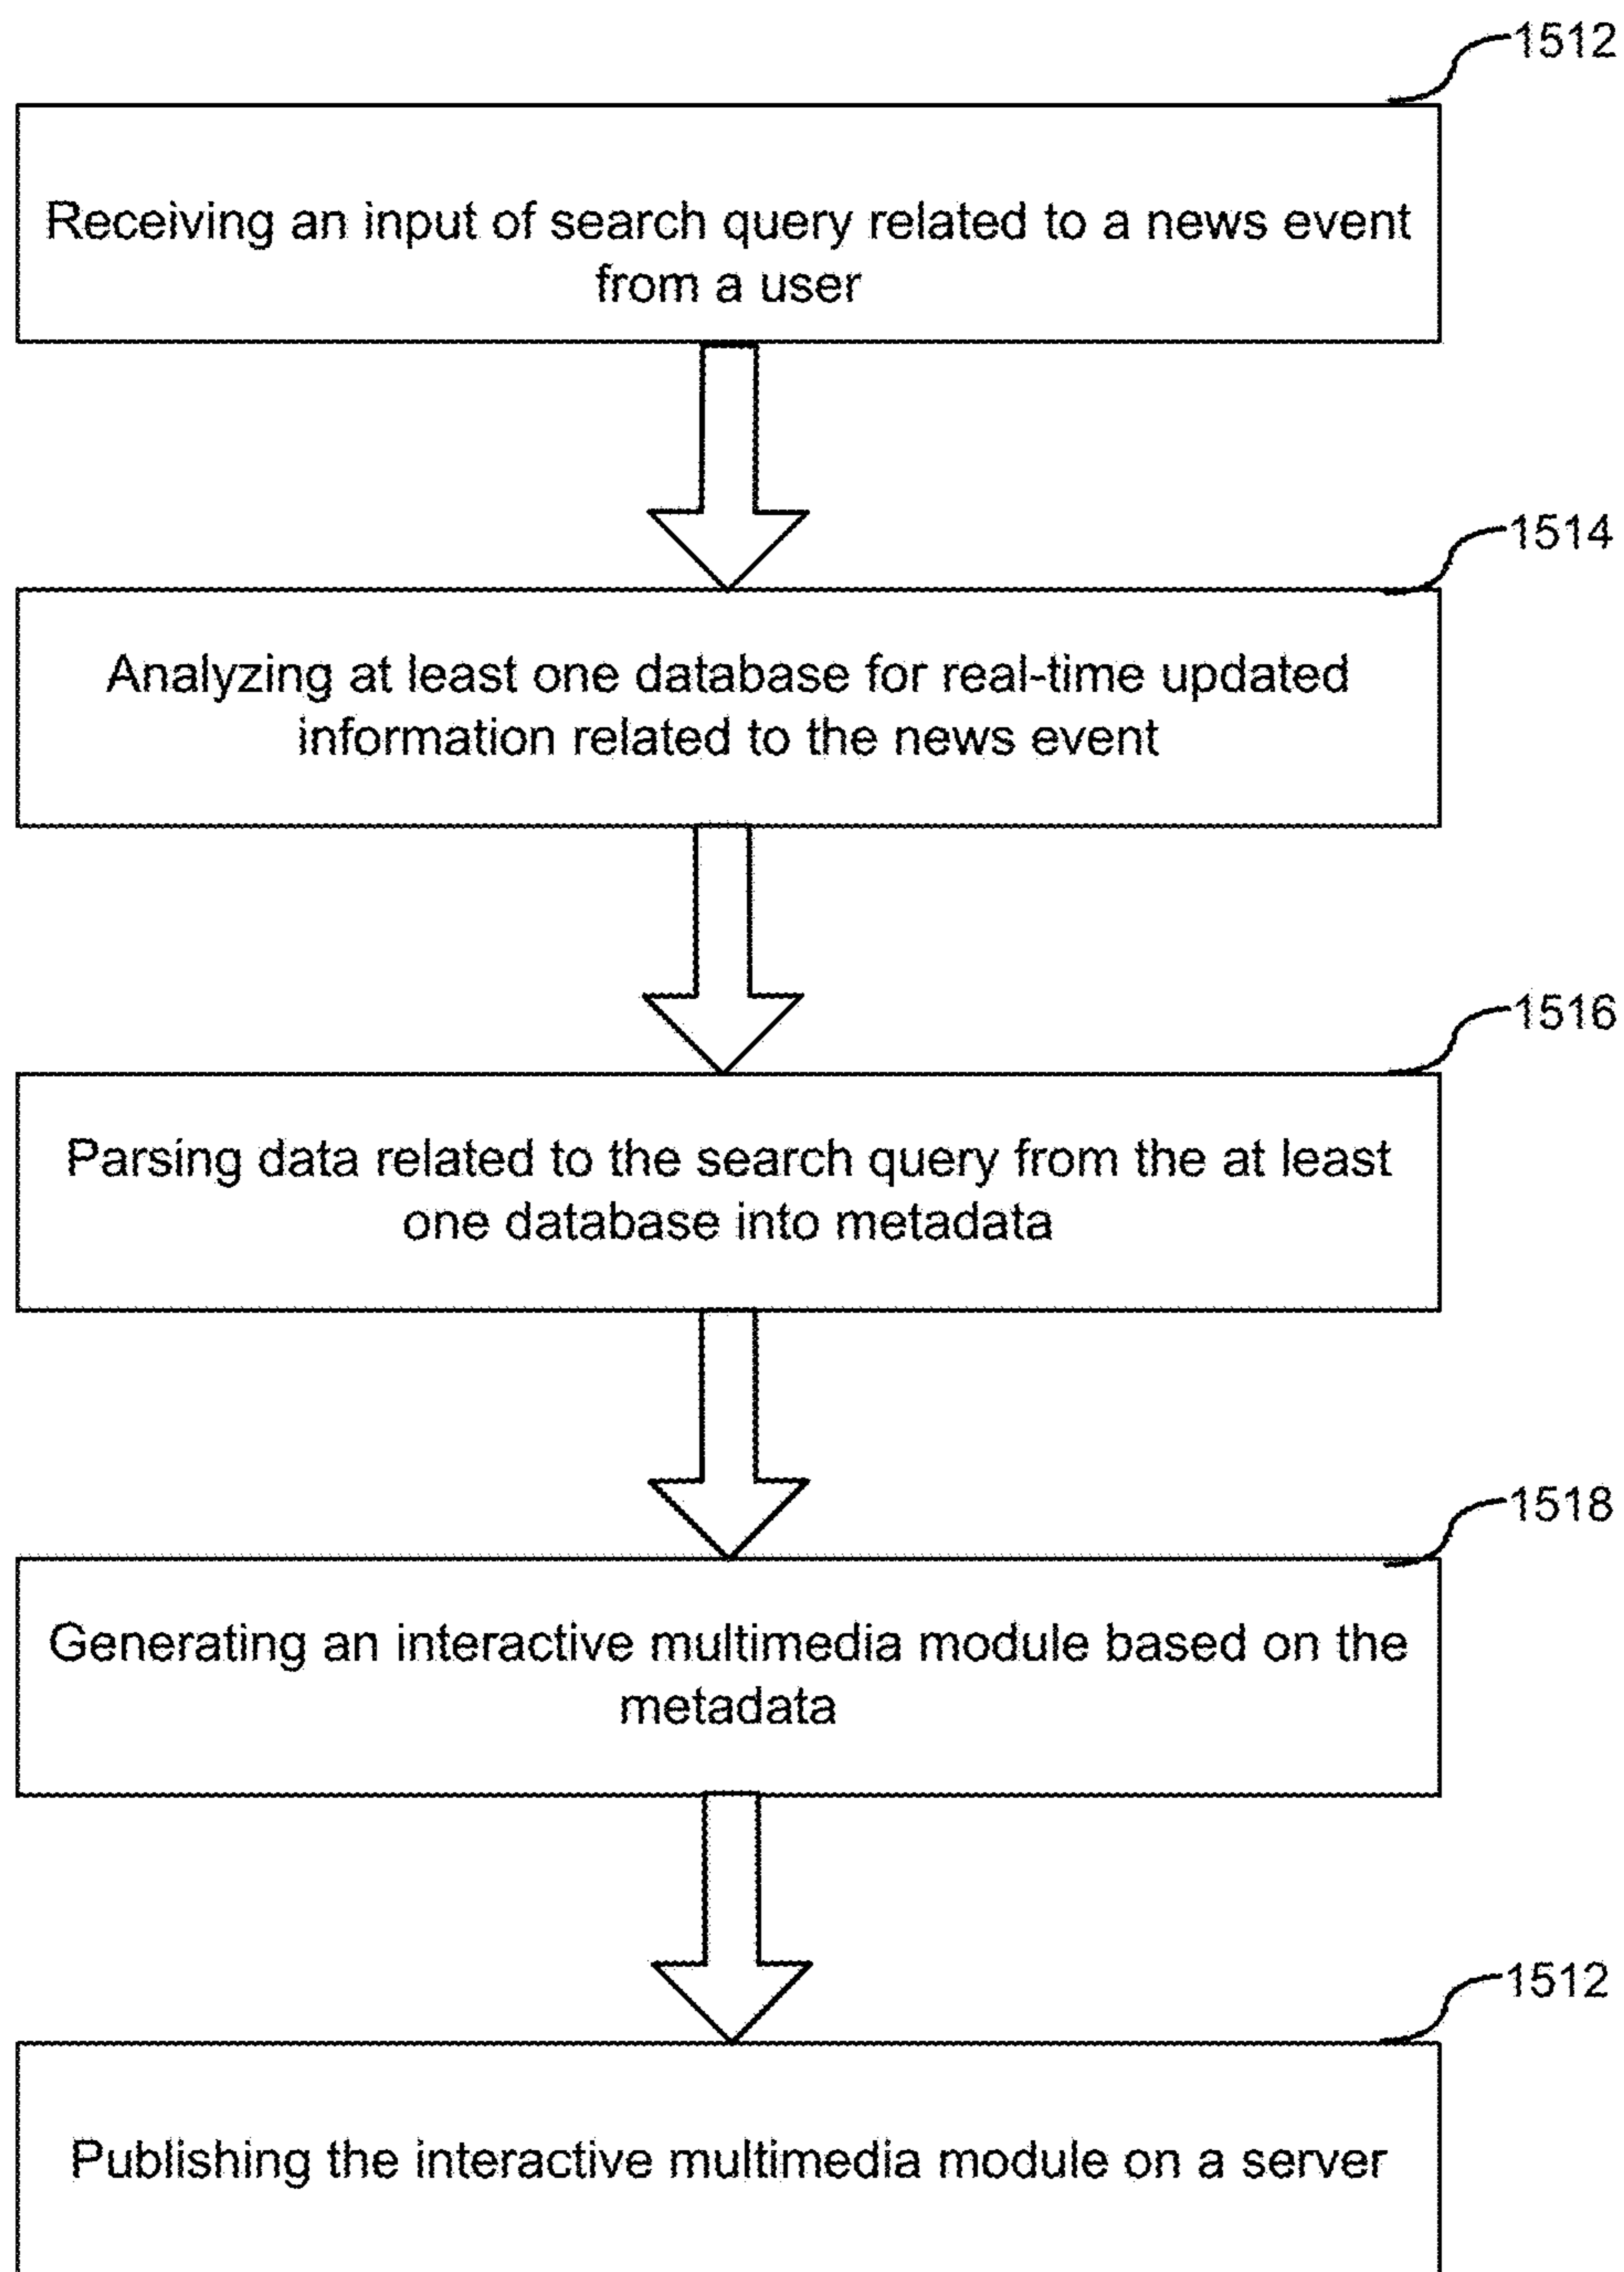 1512
Receiving an input of search query related to a news event
from a user
1514
Analyzing at least one database for real-time updated
information related to the news event
1516
Parsing data related to the search query from the at least
one database into metadata
1518
Generating an interactive multimedia module based on the
metadata
1512
Publishing the interactive multimedia module on a server